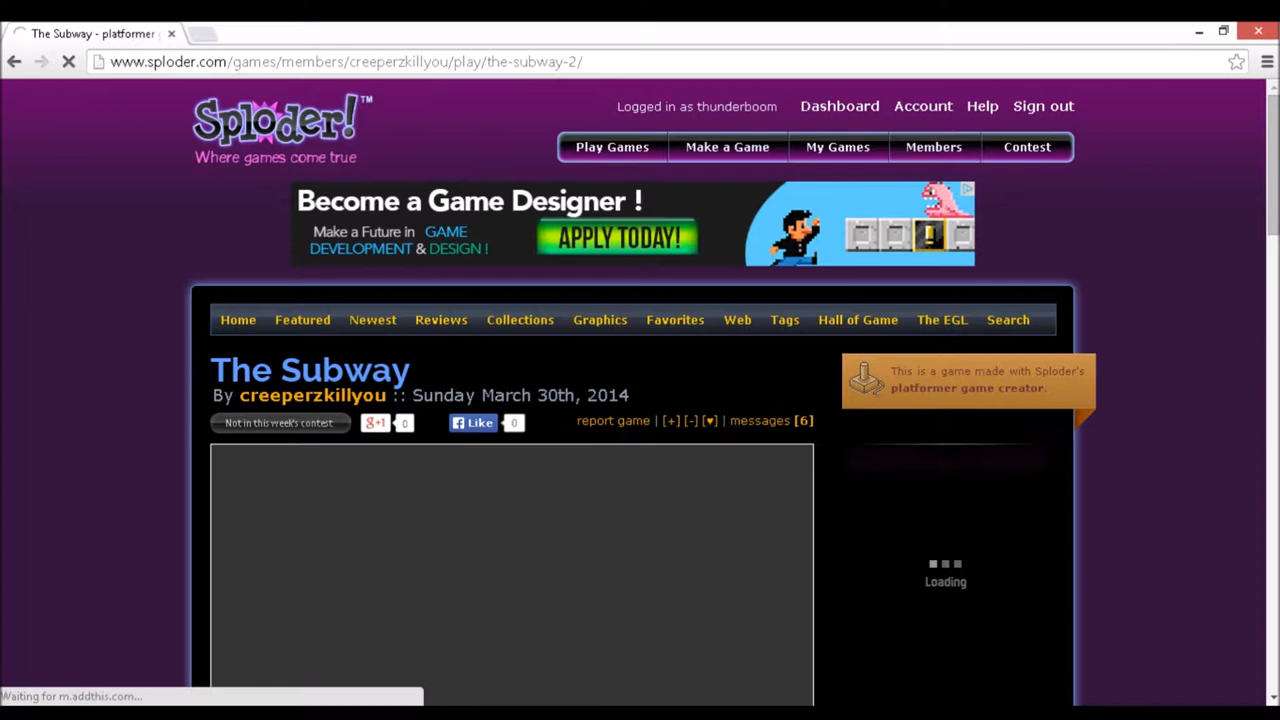 The Subway - platformer g
www.sploder.com/games/members/creeperzkillyou/play/the-subway-2/
Sploder!™
Where games come true
Logged in as thunderboom Dashboard Account Help Sign out
Play Games Make a Game My Games Members Contest
Become a Game Designer !
Make a Future in GAME
DEVELOPMENT & DESIGN !
APPLY TODAY!
Home Featured Newest Reviews Collections Graphics Favorites Web Tags Hall of Game The EGL Search
The Subway
By creeperzkillyou :: Sunday March 30th, 2014
Not in this week's contest g+1 0 Like 0 report game | [+] [-] [♥] | messages [6]
This is a game made with Sploder's
platformer game creator.
Loading
Waiting for m.addthis.com...